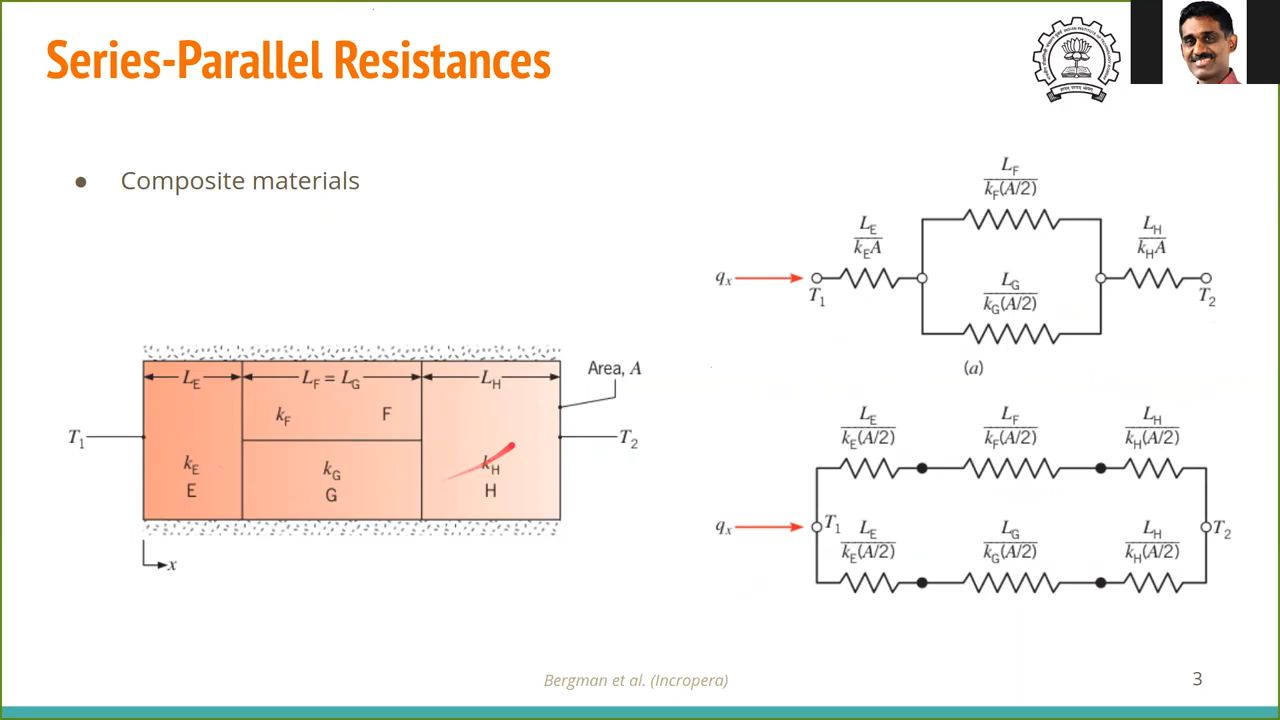 Series-Parallel Resistances
● Composite materials
L_E
L_F = L_G
L_H
Area, A
k_F F
T_1
T_2
k_E
E
k_G
G
k_H
H
x
L_F
k_F(A/2)
L_E
k_EA
L_H
k_HA
q_x
T_1
L_G
k_G(A/2)
T_2
(a)
L_E
k_E(A/2)
L_F
k_F(A/2)
L_H
k_H(A/2)
q_x
T_1
T_2
L_E
k_E(A/2)
L_G
k_G(A/2)
L_H
k_H(A/2)
Bergman et al. (Incropera)
3